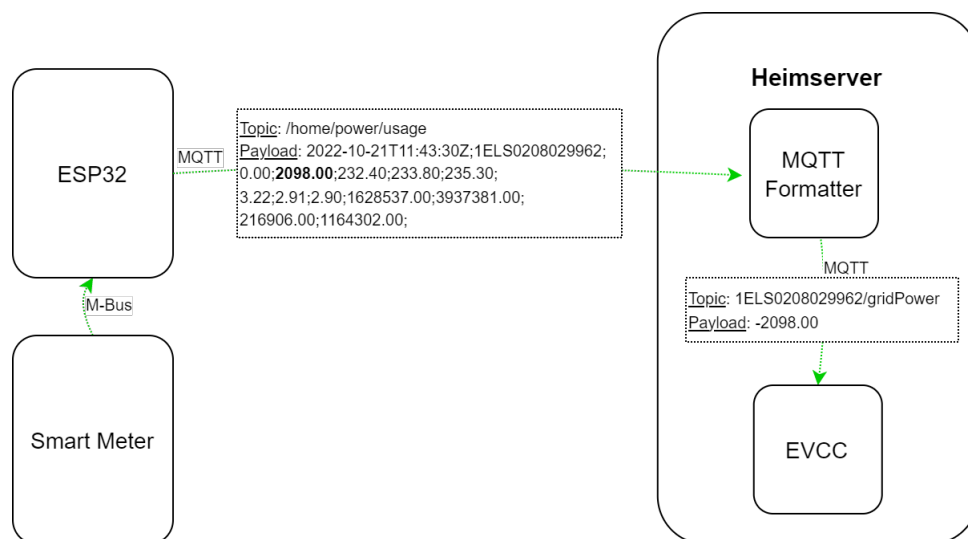 Heimserver
ESP32
MQTT
Topic: /home/power/usage
Payload: 2022-10-21T11:43:30Z;1ELS0208029962;
0.00;2098.00;232.40;233.80;235.30;
3.22;2.91;2.90;1628537.00;3937381.00;
216906.00;1164302.00;
MQTT
Formatter
MQTT
Topic: 1ELS0208029962/gridPower
Payload: -2098.00
M-Bus
Smart Meter
EVCC